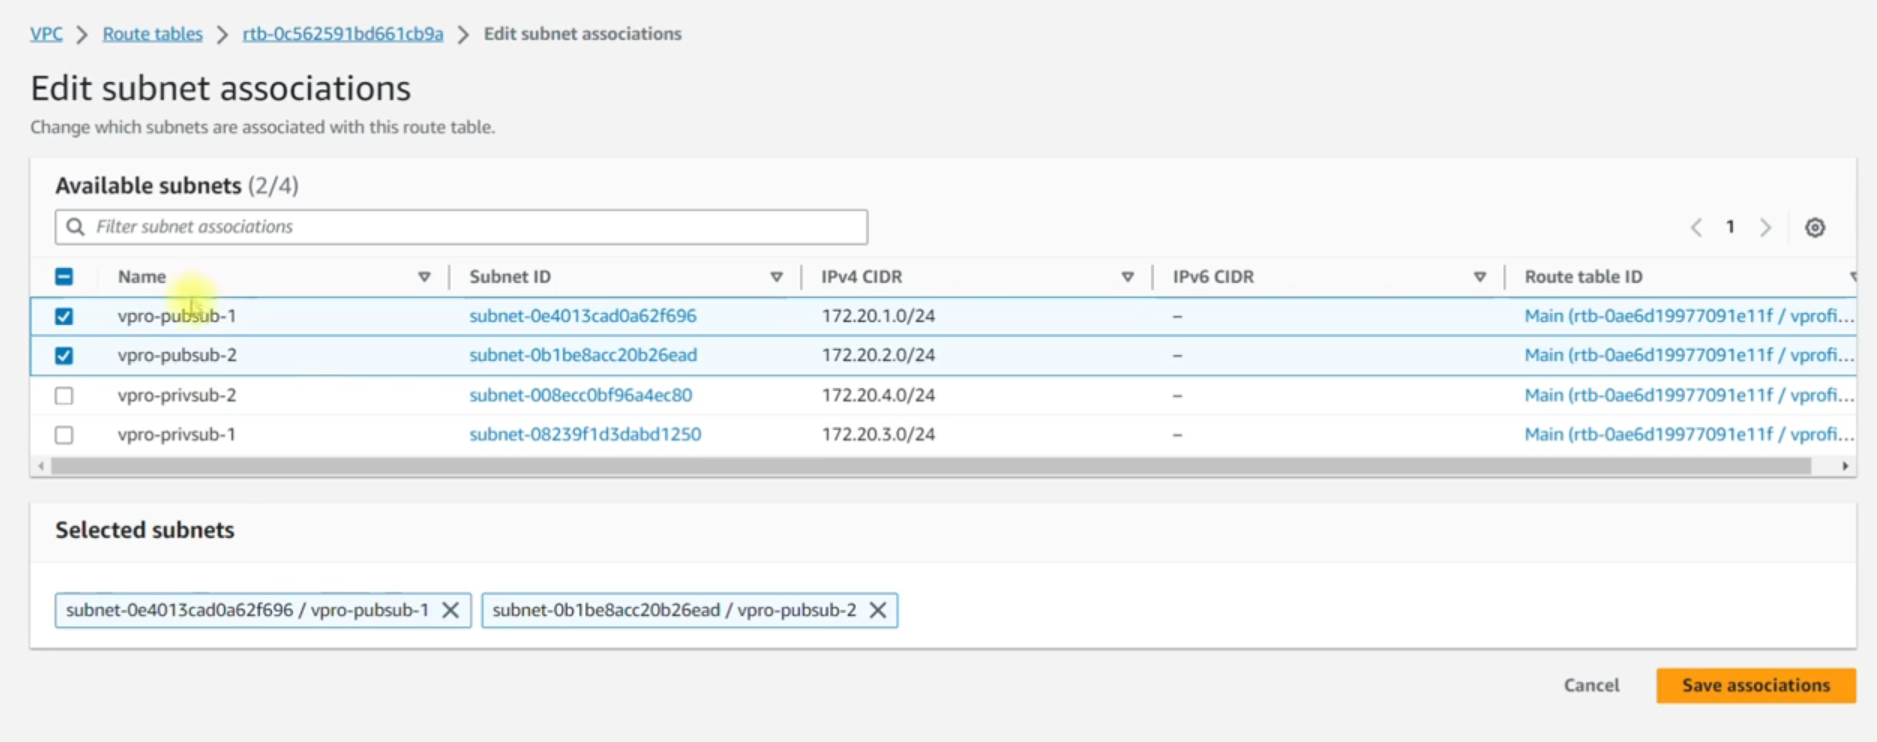 VPC > Route tables > rtb-0c562591bd661cb9a > Edit subnet associations
Edit subnet associations
Change which subnets are associated with this route table.
Available subnets (2/4)
Filter subnet associations
< 1 >
Name Subnet ID IPv4 CIDR IPv6 CIDR Route table ID
vpro-pubsub-1 subnet-0e4013cad0a62f696 172.20.1.0/24 – Main (rtb-0ae6d19977091e11f / vprofi...
vpro-pubsub-2 subnet-0b1be8acc20b26ead 172.20.2.0/24 – Main (rtb-0ae6d19977091e11f / vprofi...
vpro-privsub-2 subnet-008ecc0bf96a4ec80 172.20.4.0/24 – Main (rtb-0ae6d19977091e11f / vprofi...
vpro-privsub-1 subnet-08239f1d3dabd1250 172.20.3.0/24 – Main (rtb-0ae6d19977091e11f / vprofi...
Selected subnets
subnet-0e4013cad0a62f696 / vpro-pubsub-1 subnet-0b1be8acc20b26ead / vpro-pubsub-2
Cancel Save associations